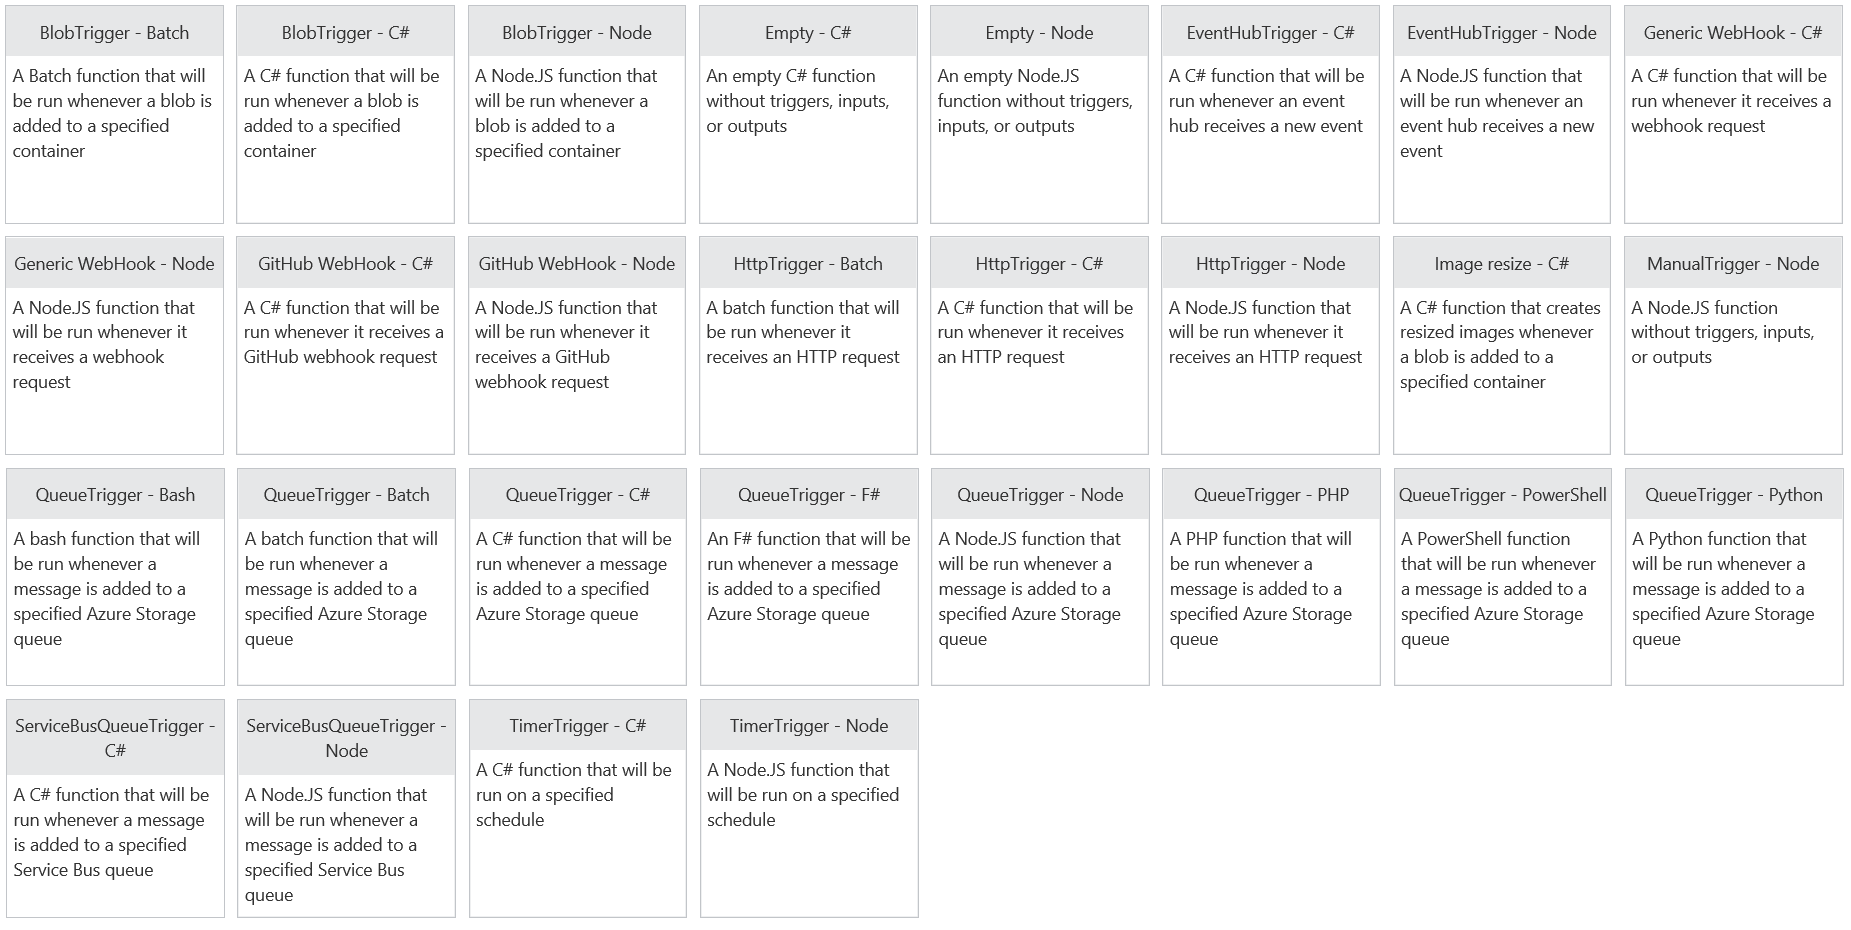 BlobTrigger - Batch
A Batch function that will
be run whenever a blob is
added to a specified
container
BlobTrigger - C#
A C# function that will be
run whenever a blob is
added to a specified
container
BlobTrigger - Node
A Node.JS function that
will be run whenever a
blob is added to a
specified container
Empty - C#
An empty C# function
without triggers, inputs,
or outputs
Empty - Node
An empty Node.JS
function without triggers,
inputs, or outputs
EventHubTrigger - C#
A C# function that will be
run whenever an event
hub receives a new event
EventHubTrigger - Node
A Node.JS function that
will be run whenever an
event hub receives a new
event
Generic WebHook - C#
A C# function that will be
run whenever it receives a
webhook request
Generic WebHook - Node
A Node.JS function that
will be run whenever it
receives a webhook
request
GitHub WebHook - C#
A C# function that will be
run whenever it receives a
GitHub webhook request
GitHub WebHook - Node
A Node.JS function that
will be run whenever it
receives a GitHub
webhook request
HttpTrigger - Batch
A batch function that will
be run whenever it
receives an HTTP request
HttpTrigger - C#
A C# function that will be
run whenever it receives
an HTTP request
HttpTrigger - Node
A Node.JS function that
will be run whenever it
receives an HTTP request
Image resize - C#
A C# function that creates
resized images whenever
a blob is added to a
specified container
ManualTrigger - Node
A Node.JS function
without triggers, inputs,
or outputs
QueueTrigger - Bash
A bash function that will
be run whenever a
message is added to a
specified Azure Storage
queue
QueueTrigger - Batch
A batch function that will
be run whenever a
message is added to a
specified Azure Storage
queue
QueueTrigger - C#
A C# function that will be
run whenever a message
is added to a specified
Azure Storage queue
QueueTrigger - F#
An F# function that will be
run whenever a message
is added to a specified
Azure Storage queue
QueueTrigger - Node
A Node.JS function that
will be run whenever a
message is added to a
specified Azure Storage
queue
QueueTrigger - PHP
A PHP function that will
be run whenever a
message is added to a
specified Azure Storage
queue
QueueTrigger - PowerShell
A PowerShell function
that will be run whenever
a message is added to a
specified Azure Storage
queue
QueueTrigger - Python
A Python function that
will be run whenever a
message is added to a
specified Azure Storage
queue
ServiceBusQueueTrigger -
C#
A C# function that will be
run whenever a message
is added to a specified
Service Bus queue
ServiceBusQueueTrigger -
Node
A Node.JS function that
will be run whenever a
message is added to a
specified Service Bus
queue
TimerTrigger - C#
A C# function that will be
run on a specified
schedule
TimerTrigger - Node
A Node.JS function that
will be run on a specified
schedule